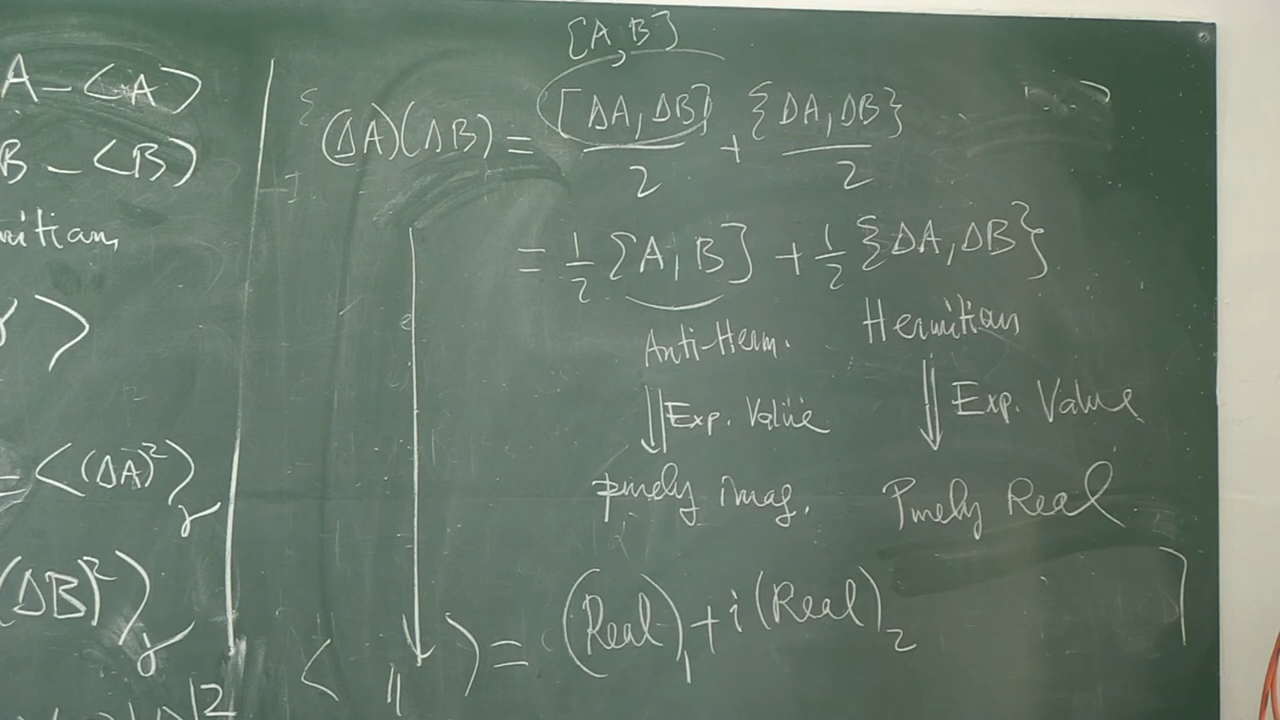 A - <A>
B - <B>
>
= <(ΔA)²>γ
(ΔB)²>γ
|²
[A, B]
(ΔA)(ΔB) = [ΔA, ΔB]/2 + {ΔA, ΔB}/2
= 1/2 [A, B] + 1/2 {ΔA, ΔB}
Anti-Herm. Hermitian
⇓ Exp. Value ⇓ Exp. Value
purely imag. Purely Real
< 〃 > = (Real)₁ + i (Real)₂